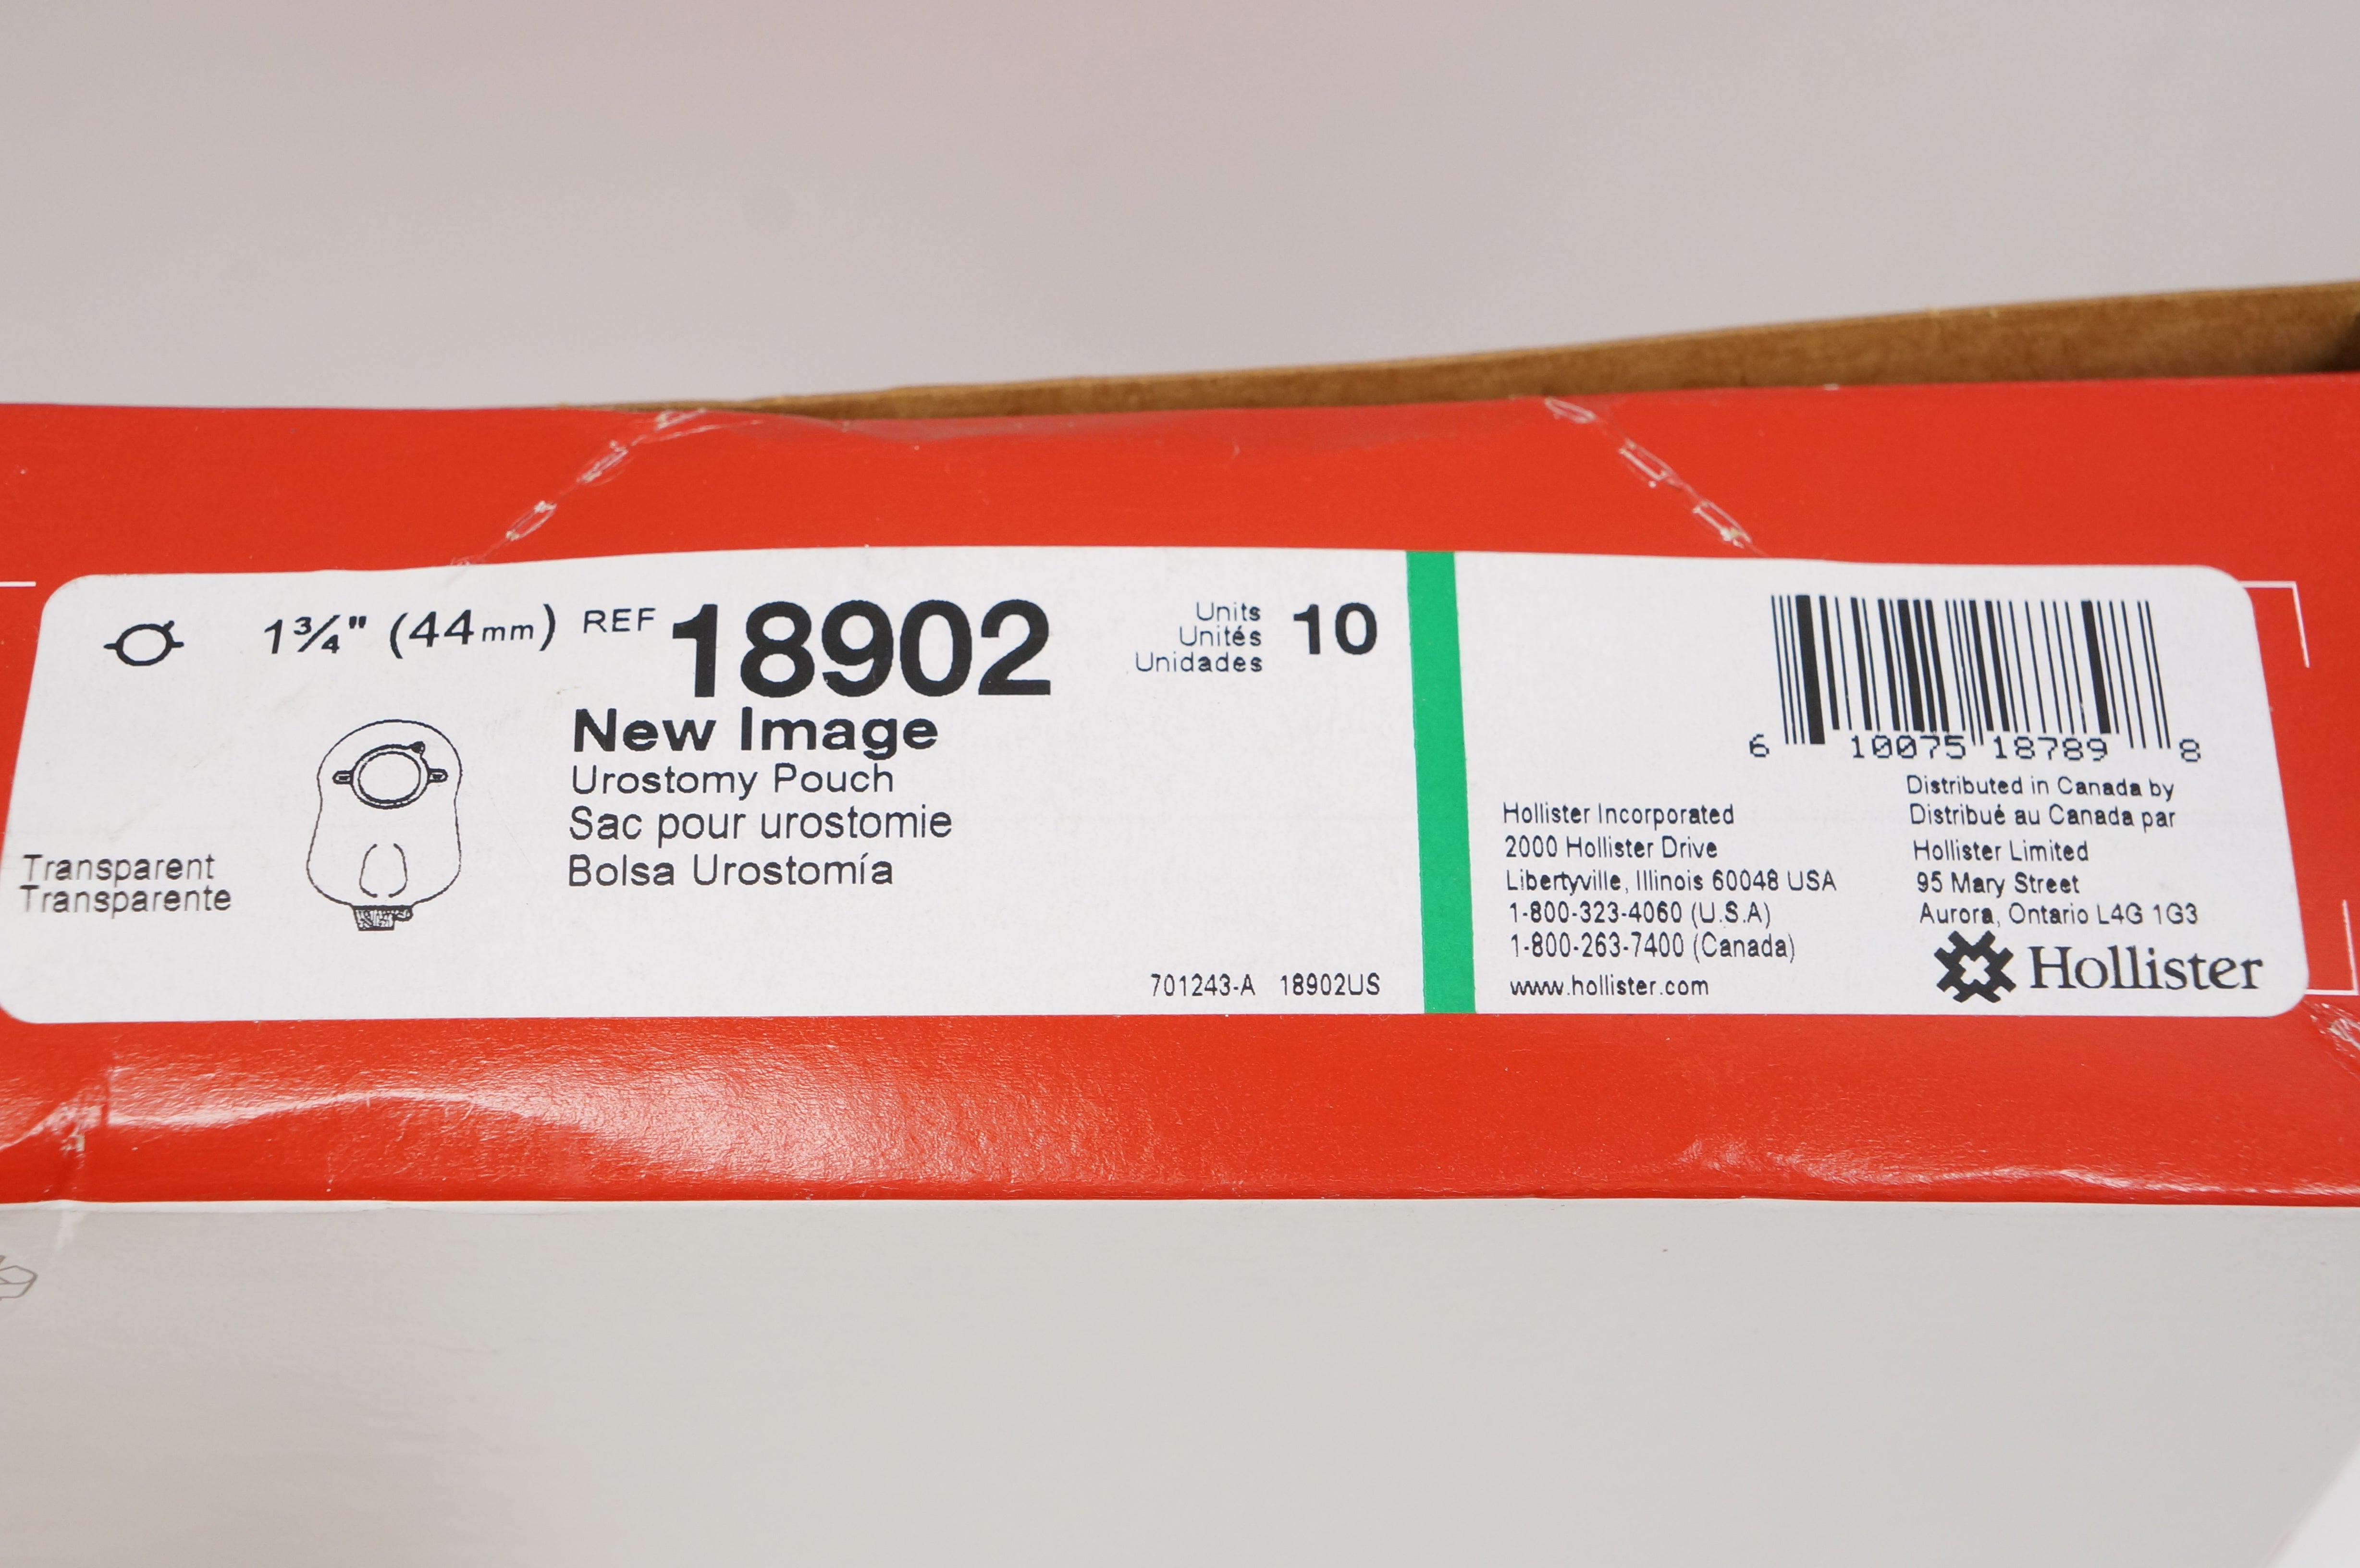 1¾" (44mm) REF 18902
Units
Unités 10
Unidades
New Image
Urostomy Pouch
Sac pour urostomie
Bolsa Urostomía
Transparent
Transparente
701243-A 18902US
6 10075 18789 8
Hollister Incorporated
2000 Hollister Drive
Libertyville, Illinois 60048 USA
1-800-323-4060 (U.S.A)
1-800-263-7400 (Canada)
www.hollister.com
Distributed in Canada by
Distribué au Canada par
Hollister Limited
95 Mary Street
Aurora, Ontario L4G 1G3
Hollister